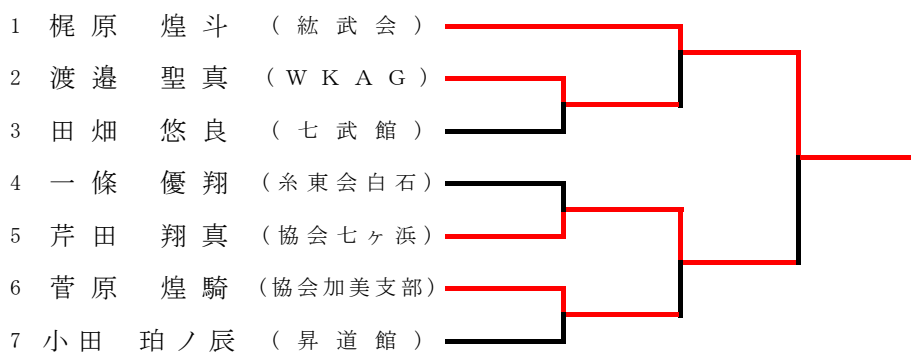 1 梶原 煌斗 (紘武会)
2 渡邉 聖真 (WKAG)
3 田畑 悠良 (七武館)
4 一條 優翔 (糸東会白石)
5 芹田 翔真 (協会七ヶ浜)
6 菅原 煌騎 (協会加美支部)
7 小田 珀ノ辰 (昇道館)